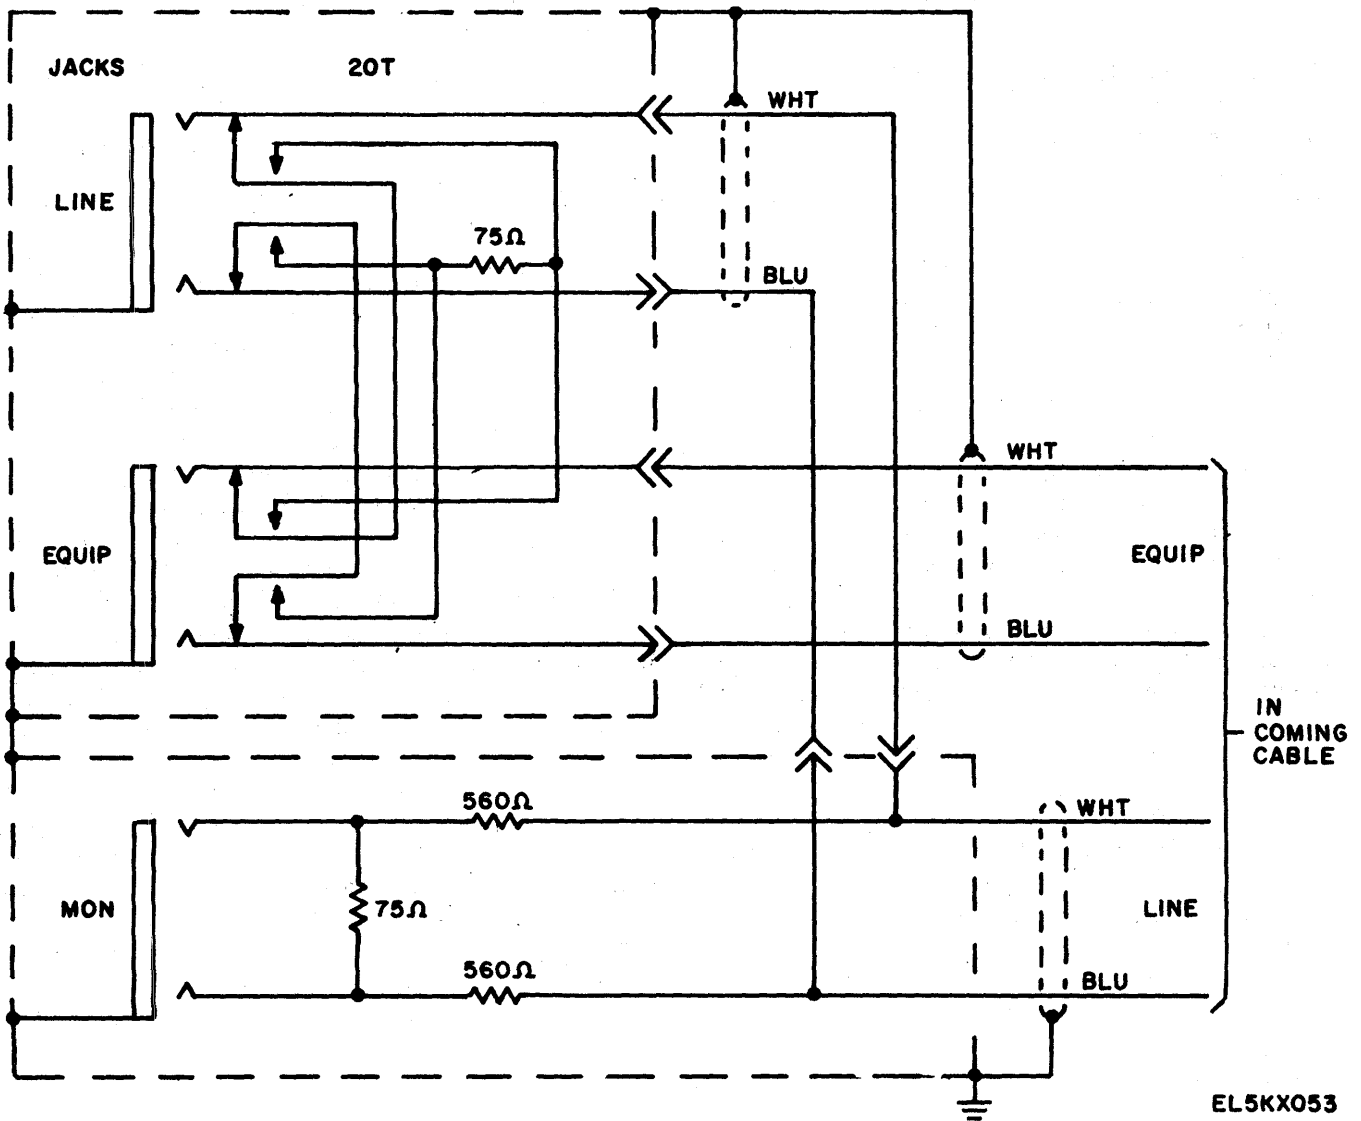 JACKS 20T
WHT
LINE
75Ω
BLU
WHT
EQUIP
EQUIP
BLU
IN
COMING
CABLE
560Ω
WHT
MON
75Ω
LINE
560Ω
BLU
EL5KX053